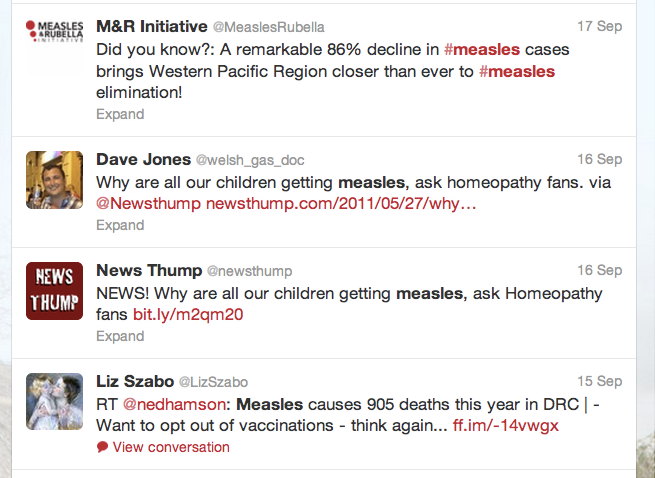 MEASLES
& RUBELLA
INITIATIVE
M&R Initiative @MeaslesRubella 17 Sep
Did you know?: A remarkable 86% decline in #measles cases
brings Western Pacific Region closer than ever to #measles
elimination!
Expand
Dave Jones @welsh_gas_doc 16 Sep
Why are all our children getting measles, ask homeopathy fans. via
@Newsthump newsthump.com/2011/05/27/why…
Expand
NEWS
THUMP
News Thump @newsthump 16 Sep
NEWS! Why are all our children getting measles, ask Homeopathy
fans bit.ly/m2qm20
Expand
Liz Szabo @LizSzabo 15 Sep
RT @nedhamson: Measles causes 905 deaths this year in DRC | -
Want to opt out of vaccinations - think again... ff.im/-14vwgx
View conversation